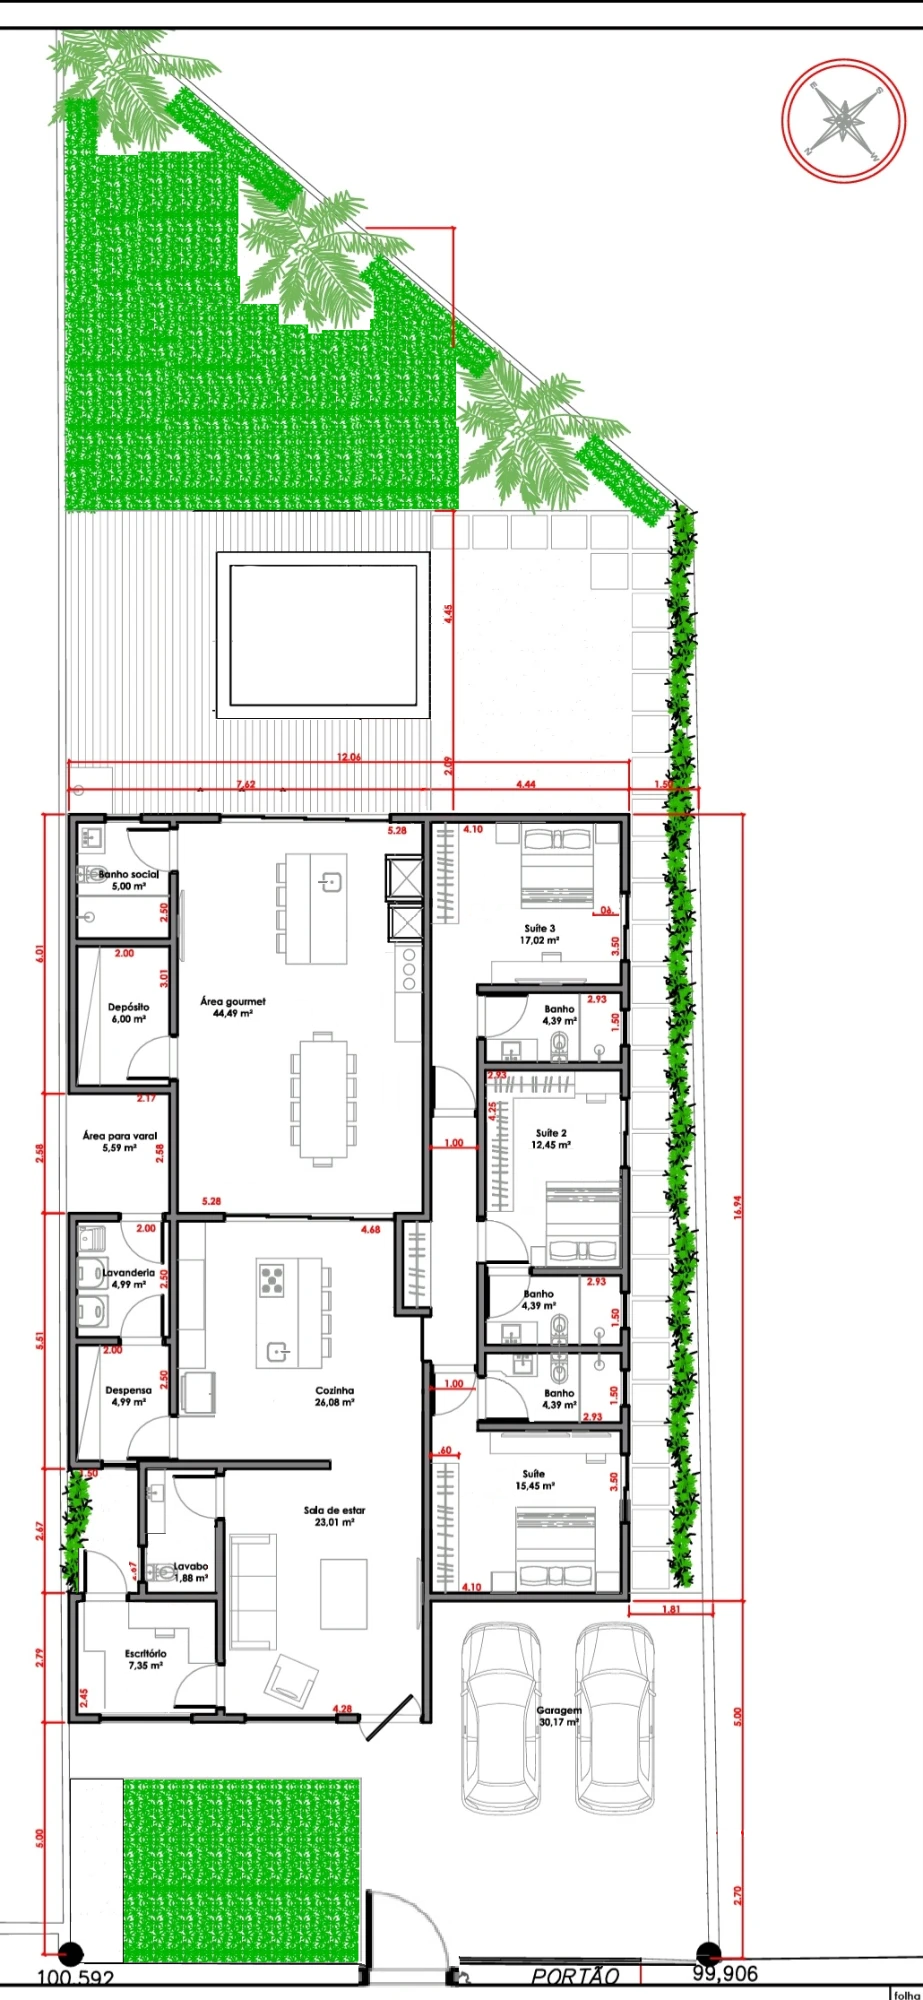 E
S
N
W
4.45
12.06
2.09
7.62
4.44
1.50
5.28
4.10
Banho social
5,00 m²
2.50
.90
Suíte 3
17,02 m²
3.50
6.01
2.00
3.01
Depósito
6,00 m²
Área gourmet
44,49 m²
2.93
Banho
4,39 m²
1.50
2.93
4.25
2.17
Área para varal
5,59 m²
2.58
2.58
Suíte 2
12,45 m²
1.00
16.94
5.28
4.68
2.00
Lavanderia
4,99 m²
2.50
2.93
Banho
4,39 m²
1.50
5.51
2.00
Despensa
4,99 m²
2.50
Cozinha
26,08 m²
1.00
Banho
4,39 m²
1.50
2.93
.60
1.50
Suíte
15,45 m²
3.50
Sala de estar
23,01 m²
2.67
Lavabo
1,88 m²
4.10
1.81
Escritório
7,35 m²
2.79
2.45
4.28
Garagem
30,17 m²
5.00
5.00
2.70
100,592
PORTÃO
99,906
folha